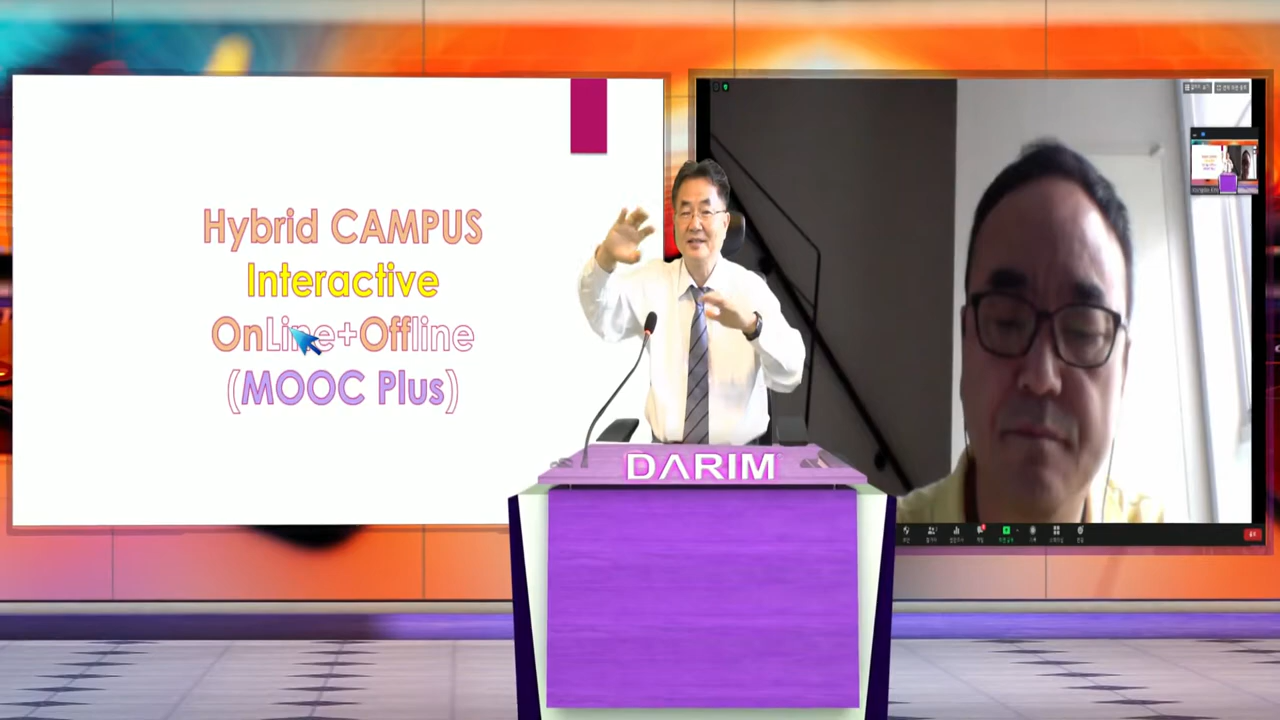 Hybrid CAMPUS
Interactive
OnLine+Offline
(MOOC Plus)
DARIM